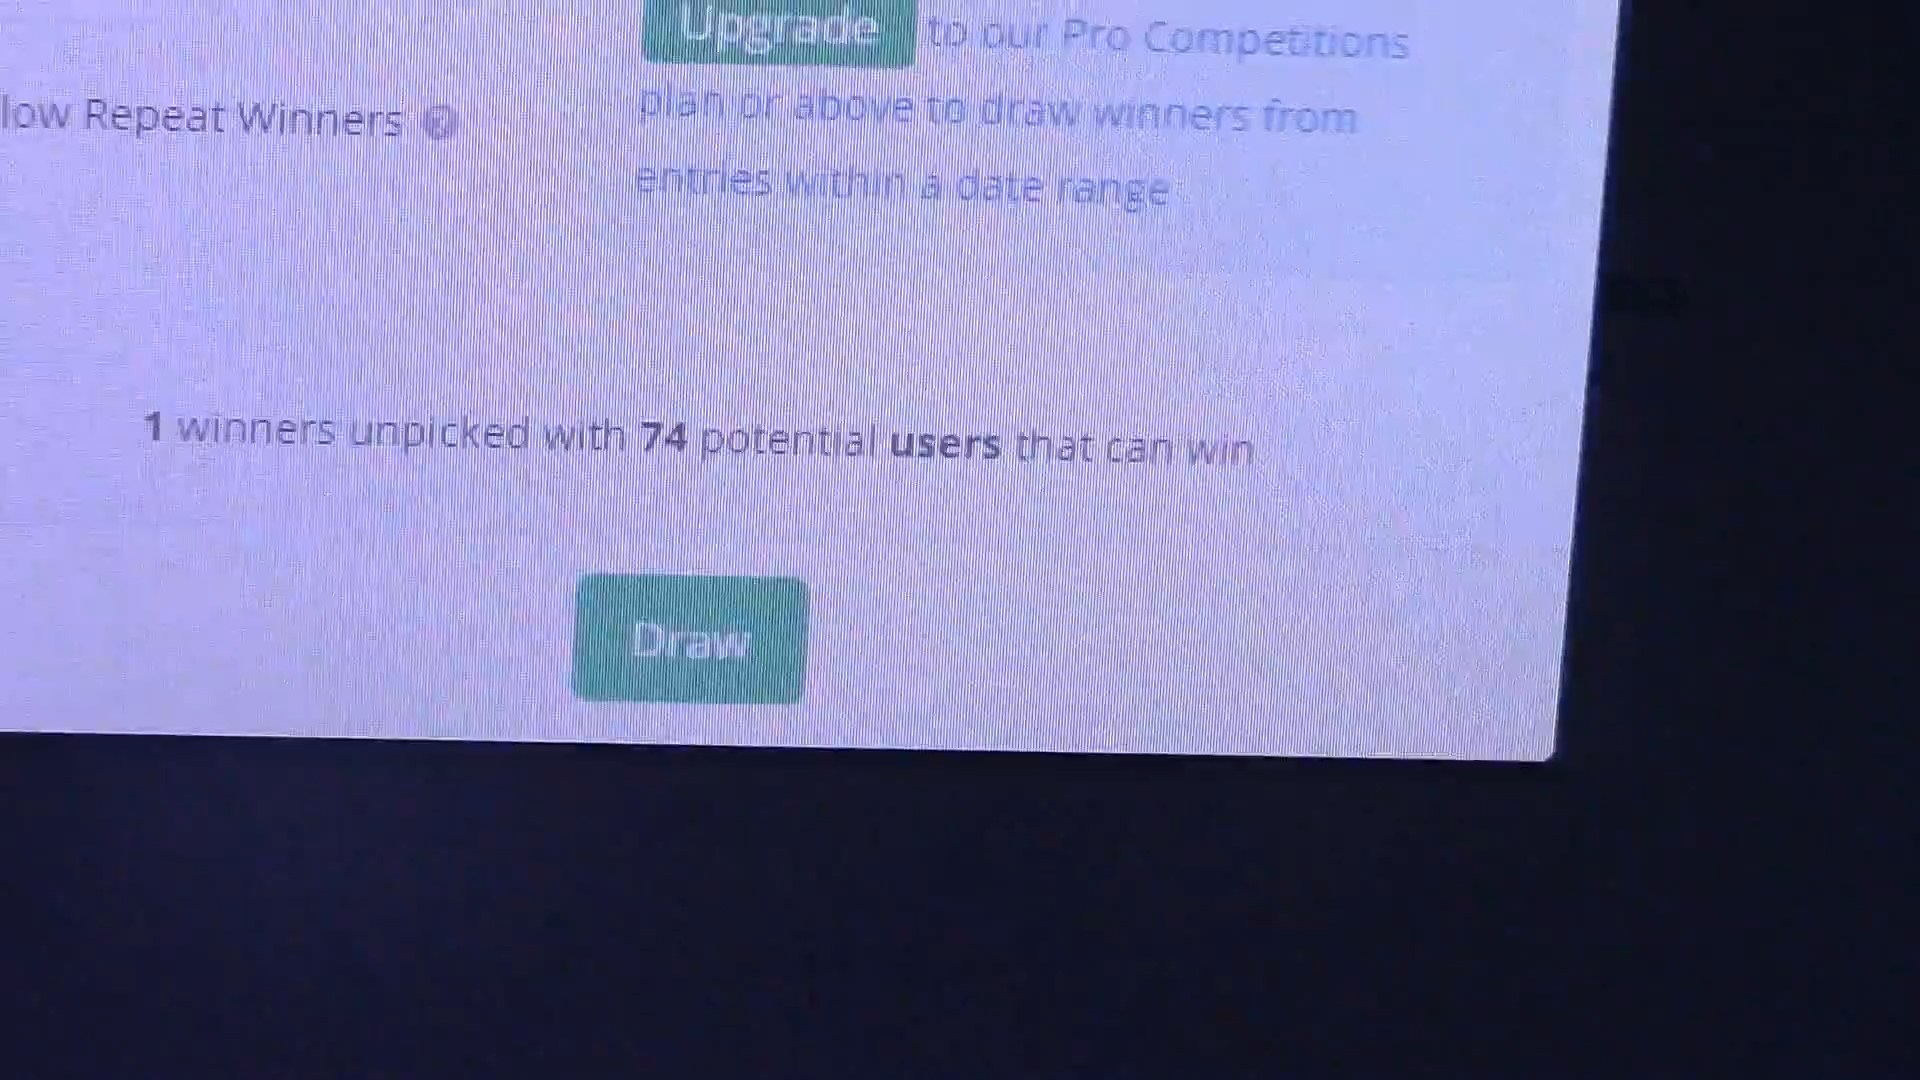 Upgrade to our Pro Competitions
plan or above to draw winners from
entries within a date range
low Repeat Winners ?
1 winners unpicked with 74 potential users that can win
Draw